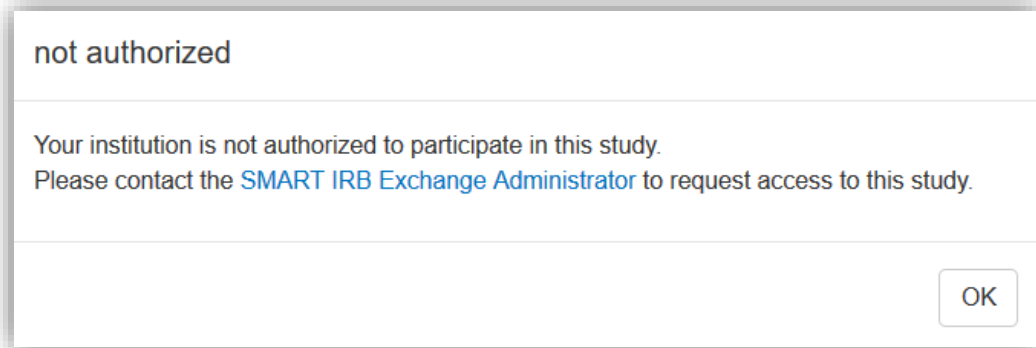 not authorized
Your institution is not authorized to participate in this study.
Please contact the SMART IRB Exchange Administrator to request access to this study.
OK